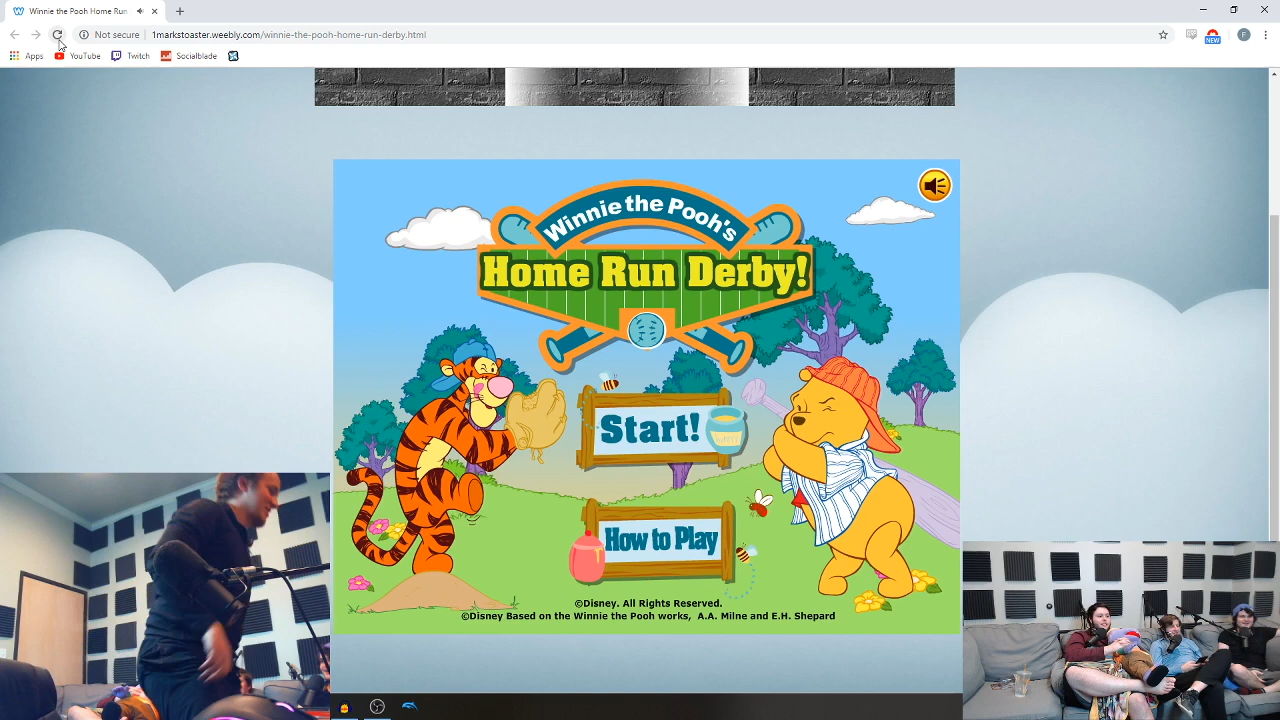 Winnie the Pooh Home Run
Not secure
1markstoaster.weebly.com/winnie-the-pooh-home-run-derby.html
NEW
F
Apps
YouTube
Twitch
Socialblade
Winnie the Pooh's
Home Run Derby!
Start!
HUNNY
How to Play
©Disney. All Rights Reserved.
©Disney Based on the Winnie the Pooh works, A.A. Milne and E.H. Shepard